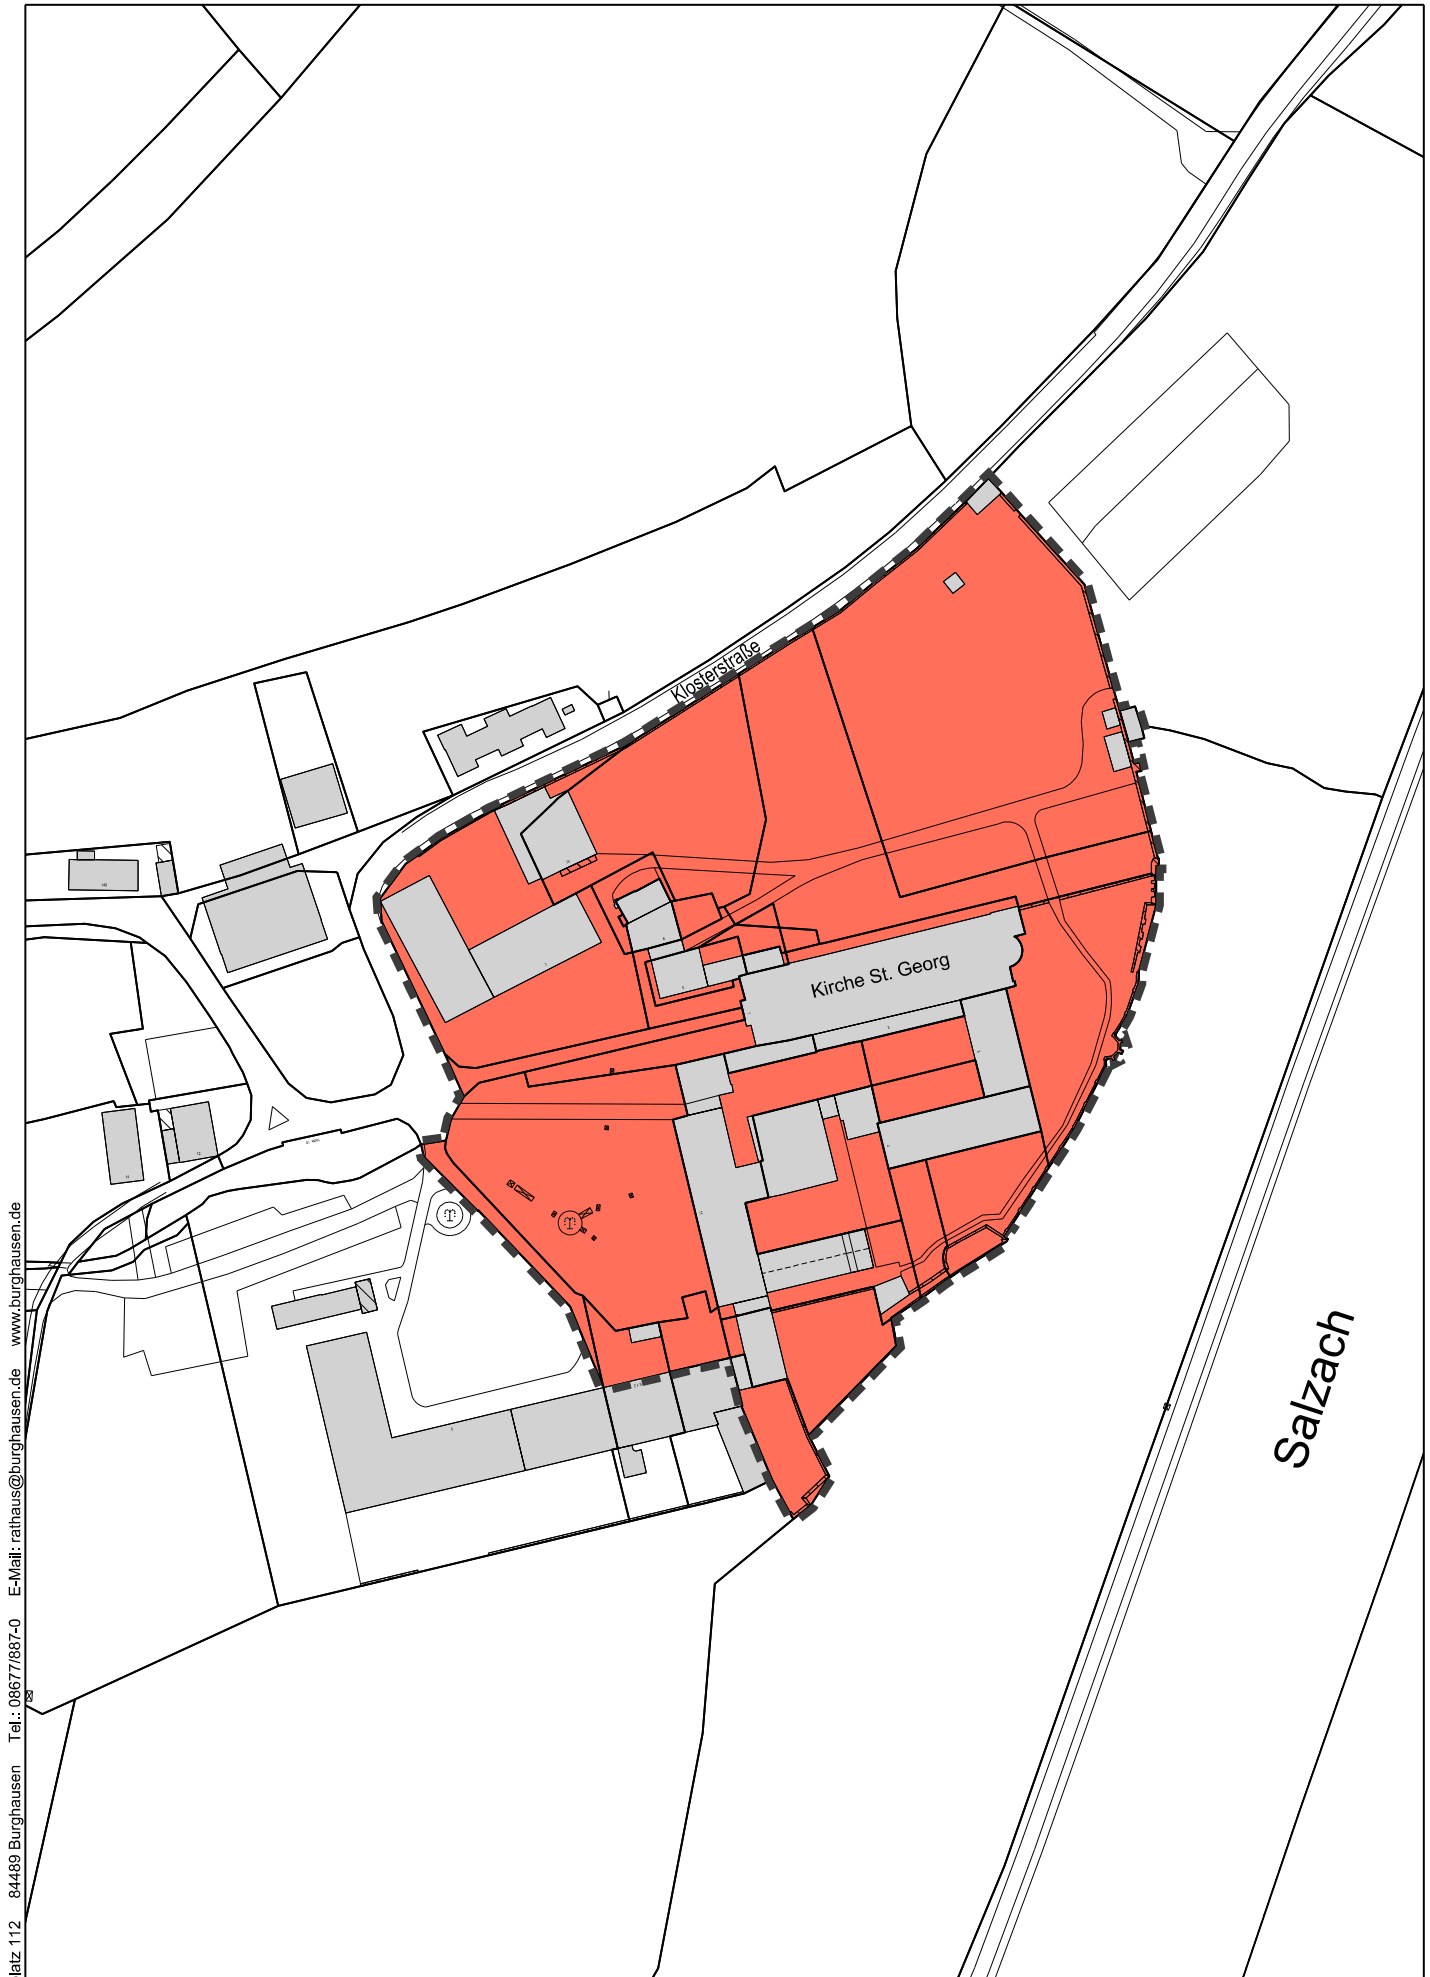 Klosterstraße
Kirche St. Georg
Salzach
latz 112 84489 Burghausen Tel.: 08677/887-0 E-Mail: rathaus@burghausen.de www.burghausen.de